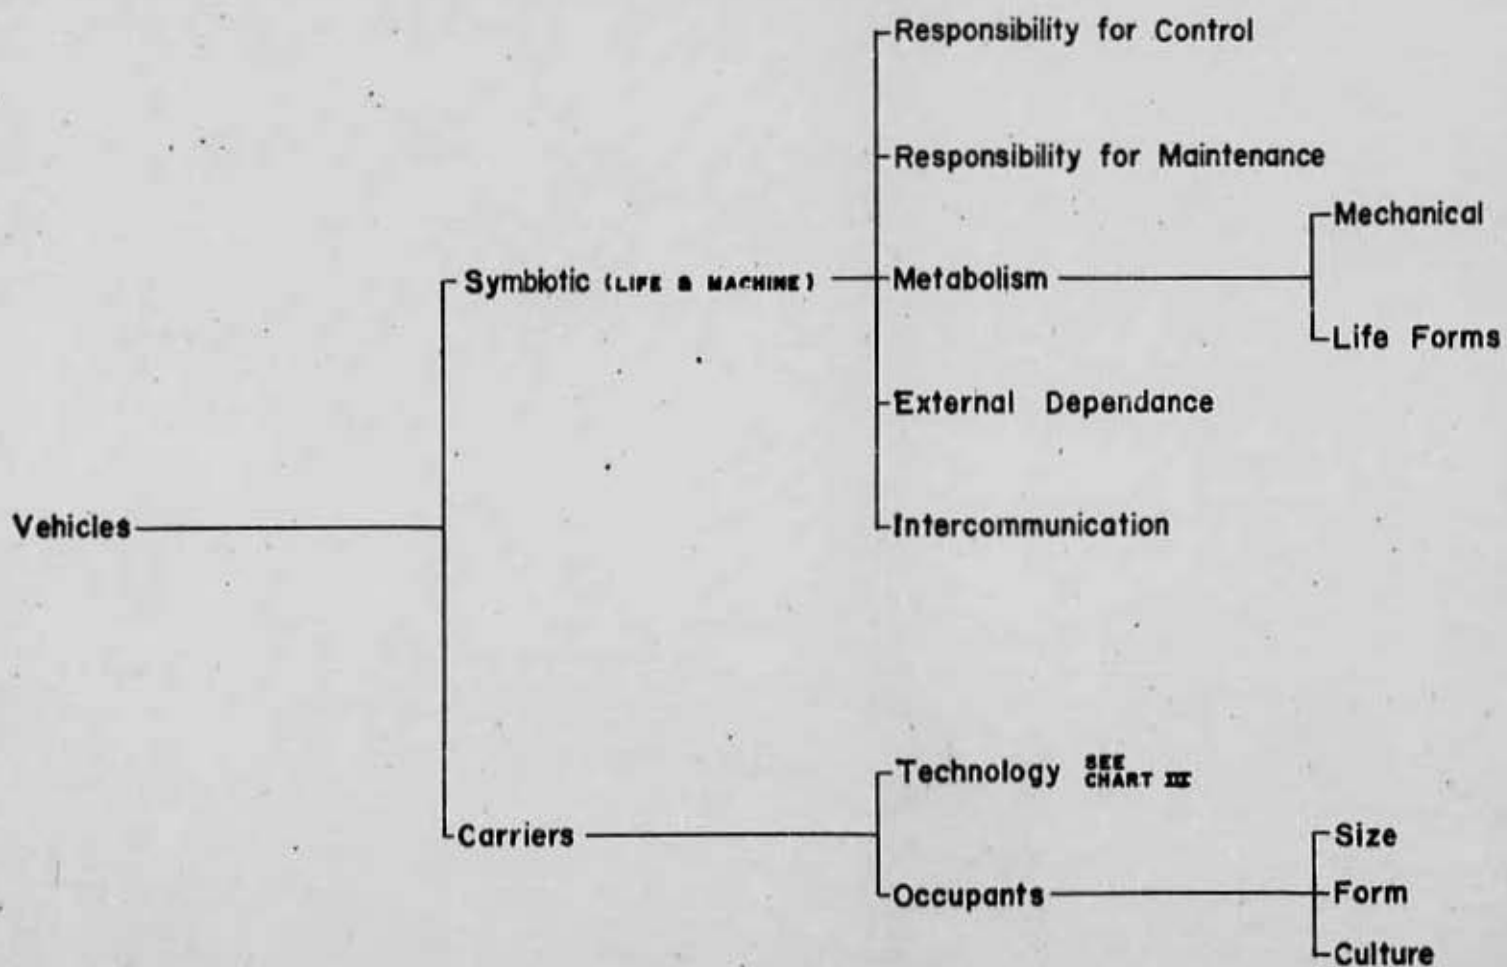 Responsibility for Control
Responsibility for Maintenance
Mechanical
Symbiotic (LIFE & MACHINE)
Metabolism
Life Forms
External Dependance
Intercommunication
Vehicles
Technology SEE
CHART III
Carriers
Size
Occupants
Form
Culture